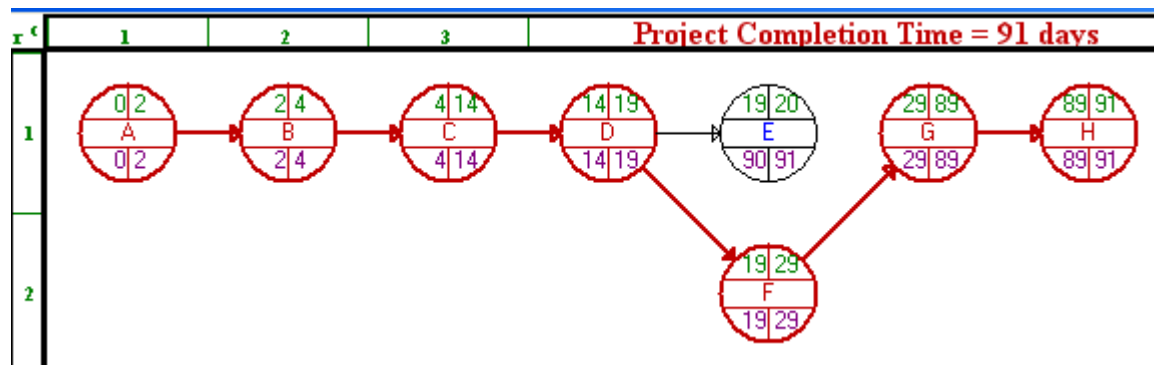 r c 1 2 3 Project Completion Time = 91 days
0 2 2 4 4 14 14 19 19 20 29 89 89 91
1 A B C D E G H
0 2 2 4 4 14 14 19 90 91 29 89 89 91
19 29
2 F
19 29